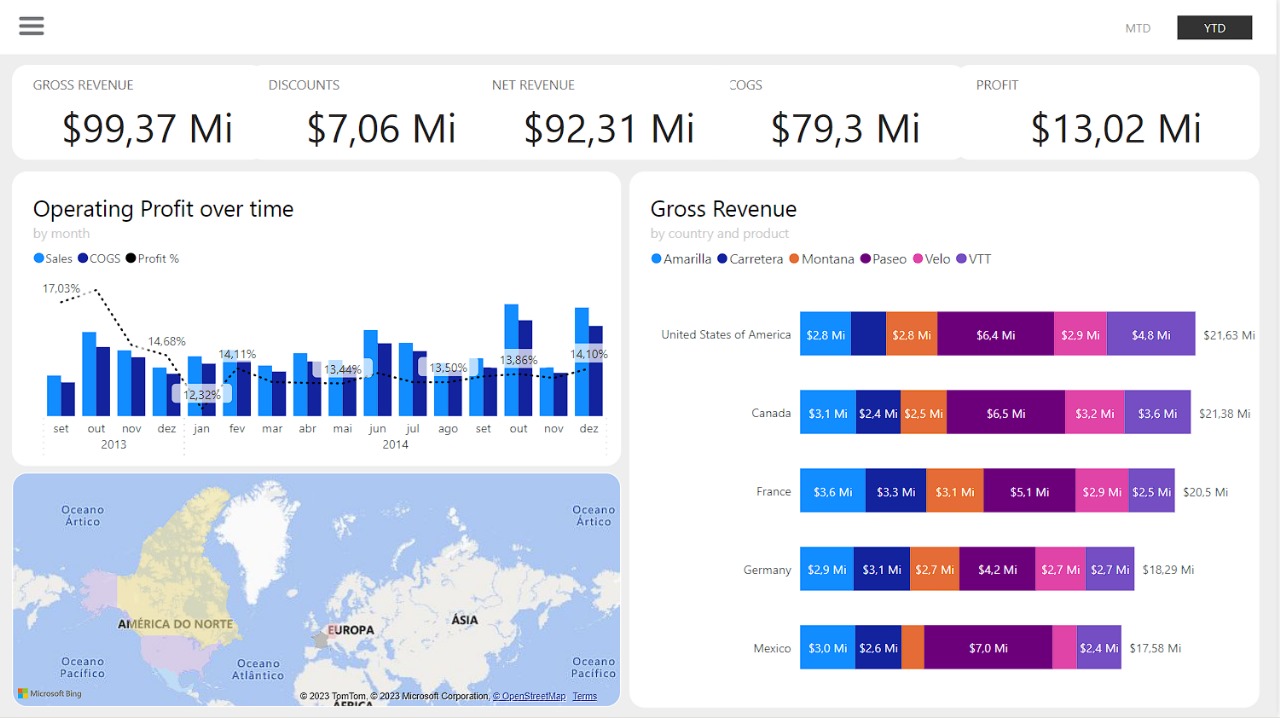 MTD YTD
GROSS REVENUE DISCOUNTS NET REVENUE COGS PROFIT
$99,37 Mi $7,06 Mi $92,31 Mi $79,3 Mi $13,02 Mi
Operating Profit over time
by month
Sales COGS Profit %
17,03%
14,68%
12,32%
14,11%
13,44%
13,50%
13,86%
14,10%
set out nov dez jan fev mar abr mai jun jul ago set out nov dez
2013 2014
Oceano
Ártico
Oceano
Ártico
AMÉRICA DO NORTE
EUROPA
ÁSIA
Oceano
Pacífico
Oceano
Atlântico
Oceano
Pacífico
ÁFRICA
Microsoft Bing
© 2023 TomTom, © 2023 Microsoft Corporation, © OpenStreetMap Terms
Gross Revenue
by country and product
Amarilla Carretera Montana Paseo Velo VTT
United States of America $2.8 Mi $2.8 Mi $6,4 Mi $2.9 Mi $4,8 Mi $21,63 Mi
Canada $3,1 Mi $2,4 Mi $2,5 Mi $6,5 Mi $3,2 Mi $3,6 Mi $21,38 Mi
France $3,6 Mi $3,3 Mi $3,1 Mi $5,1 Mi $2,9 Mi $2,5 Mi $20,5 Mi
Germany $2,9 Mi $3,1 Mi $2,7 Mi $4,2 Mi $2,7 Mi $2,7 Mi $18,29 Mi
Mexico $3,0 Mi $2,6 Mi $7,0 Mi $2,4 Mi $17,58 Mi